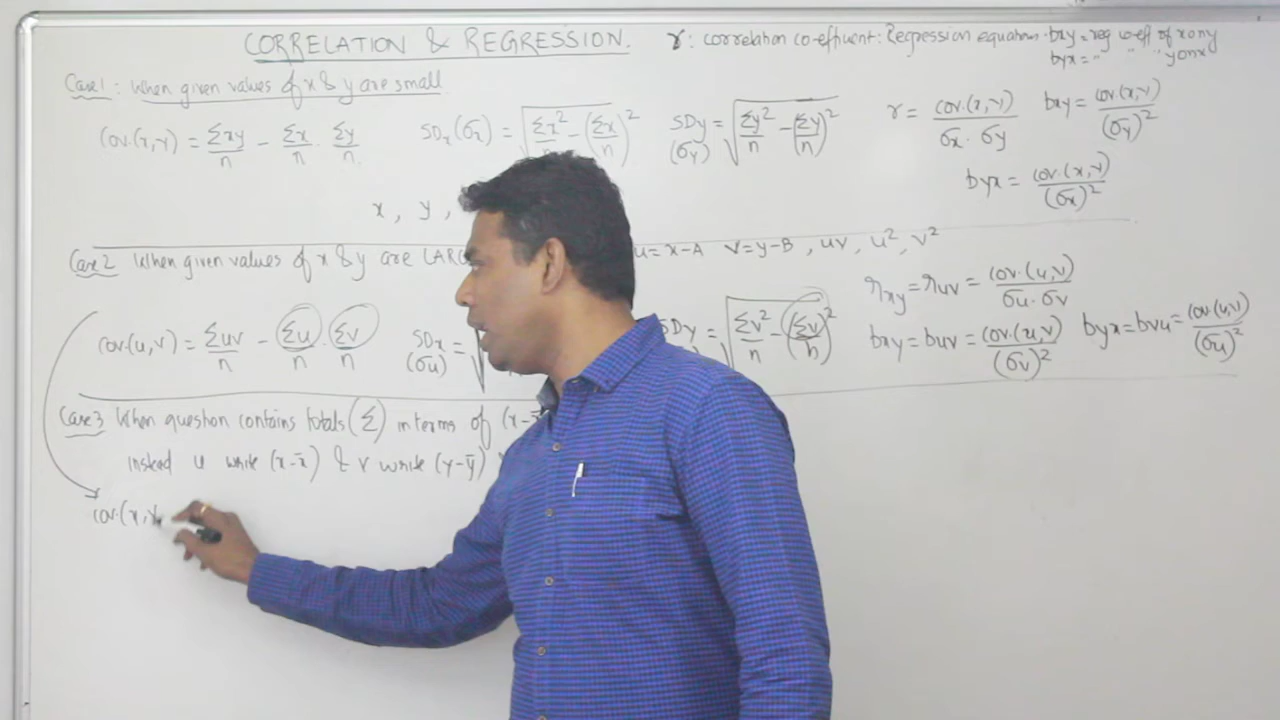 CORRELATION & REGRESSION.
r : correlation co-efficient : Regression equations - bxy = reg co-eff of x on y
byx = " " " y on x
Case 1 : When given values of x & y are small
Cov.(x,y) = Σxy/n - Σx/n . Σy/n
SDx (σx) = √(Σx²/n - (Σx/n)²)
SDy (σy) = √(Σy²/n - (Σy/n)²)
r = cov.(x,y)/σx . σy
bxy = cov.(x,y)/(σy)²
byx = cov.(x,y)/(σx)²
x , y ,
Case 2 When given values of x & y are
u = x-A v = y-B , uv, u², v²
Cov.(u,v) = Σuv/n - Σu/n . Σv/n
SDx (σu) = √
SDy = √(Σv²/n - (Σv/n)²)
rxy = ruv = cov.(u,v)/σu . σv
bxy = buv = cov.(u,v)/(σv)²
byx = bvu = cov.(u,v)/(σu)²
Case 3 When question contains totals (Σ) in terms of (x-x̄
instead u write (x-x̄) & v write (y-ȳ)
cov.(x,y